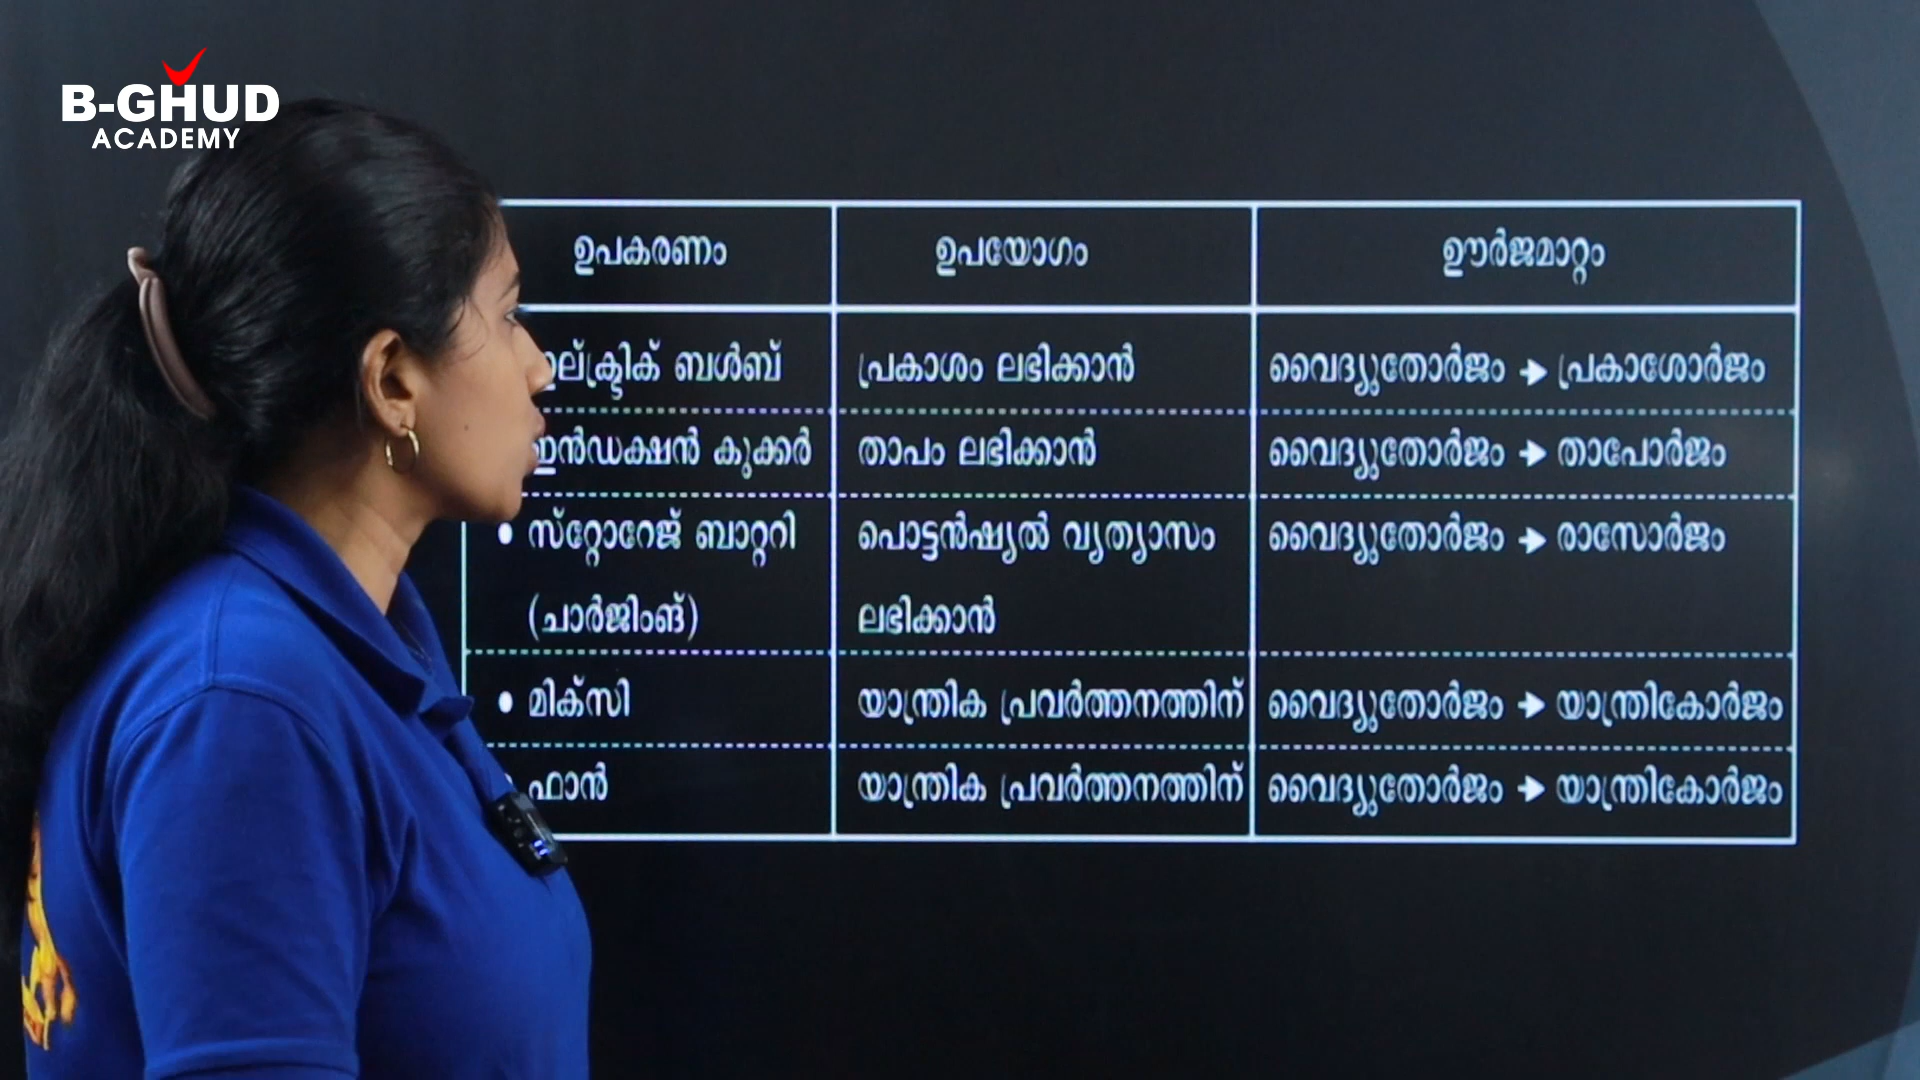 B-GHUD
ACADEMY
ഉപകരണം ഉപയോഗം ഊർജമാറ്റം
ബൾബ് പ്രകാശം ലഭിക്കാൻ വൈദ്യുതോർജം → പ്രകാശോർജം
ഇൻഡക്ഷൻ കുക്കർ താപം ലഭിക്കാൻ വൈദ്യുതോർജം → താപോർജം
• സ്റ്റോറേജ് ബാറ്ററി പൊട്ടൻഷ്യൽ വ്യത്യാസം വൈദ്യുതോർജം → രാസോർജം
(ചാർജിംങ്) ലഭിക്കാൻ
• മിക്സി യാന്ത്രിക പ്രവർത്തനത്തിന് വൈദ്യുതോർജം → യാന്ത്രികോർജം
ഫാൻ യാന്ത്രിക പ്രവർത്തനത്തിന് വൈദ്യുതോർജം → യാന്ത്രികോർജം